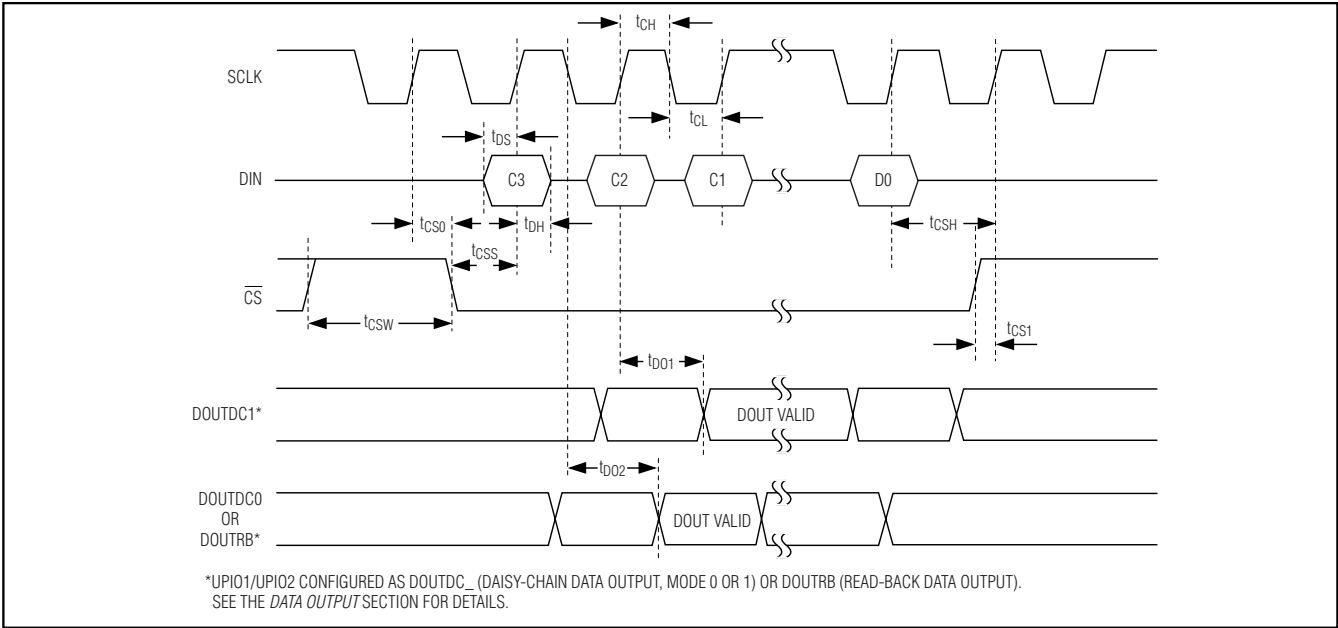 tCH
SCLK
tCL
tDS
DIN
C3
C2
C1
D0
tCS0
tDH
tCSH
tCSS
CS
tCSW
tCS1
tDO1
DOUTDC1*
DOUT VALID
tDO2
DOUTDC0
OR
DOUTRB*
DOUT VALID
*UPIO1/UPIO2 CONFIGURED AS DOUTDC_ (DAISY-CHAIN DATA OUTPUT, MODE 0 OR 1) OR DOUTRB (READ-BACK DATA OUTPUT).
SEE THE DATA OUTPUT SECTION FOR DETAILS.